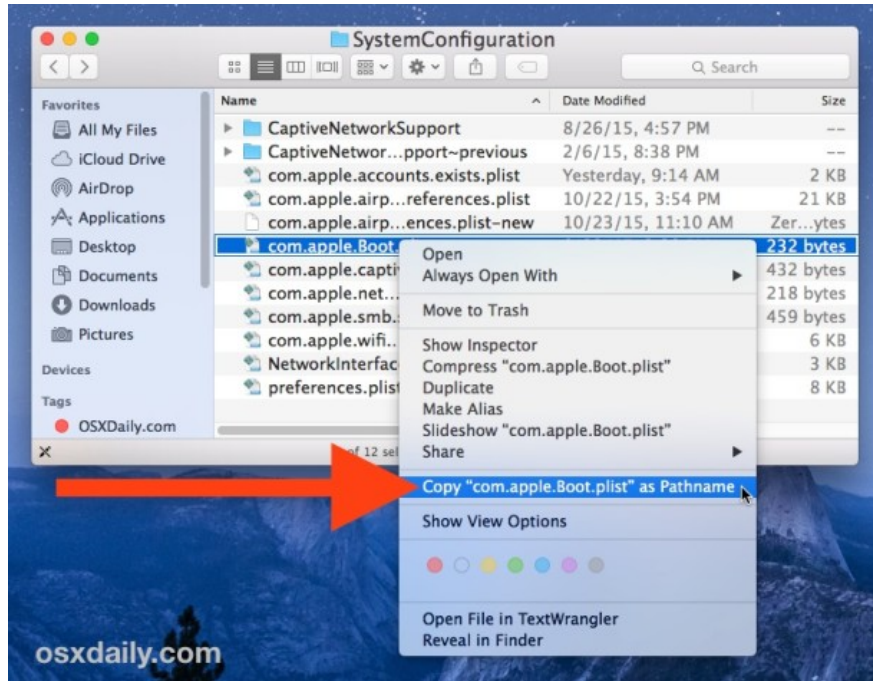 SystemConfiguration
Search
Favorites
All My Files
iCloud Drive
AirDrop
Applications
Desktop
Documents
Downloads
Pictures
Devices
Tags
OSXDaily.com
Name Date Modified Size
CaptiveNetworkSupport 8/26/15, 4:57 PM --
CaptiveNetwor...pport~previous 2/6/15, 8:38 PM --
com.apple.accounts.exists.plist Yesterday, 9:14 AM 2 KB
com.apple.airp...references.plist 10/22/15, 3:54 PM 21 KB
com.apple.airp...ences.plist-new 10/23/15, 11:10 AM Zer...ytes
com.apple.Boot. 232 bytes
com.apple.capti 432 bytes
com.apple.net... 218 bytes
com.apple.smb. 459 bytes
com.apple.wifi.. 6 KB
NetworkInterfac 3 KB
preferences.plist 8 KB
of 12 sel
Open
Always Open With
Move to Trash
Show Inspector
Compress “com.apple.Boot.plist”
Duplicate
Make Alias
Slideshow “com.apple.Boot.plist”
Share
Copy “com.apple.Boot.plist” as Pathname
Show View Options
Open File in TextWrangler
Reveal in Finder
osxdaily.com